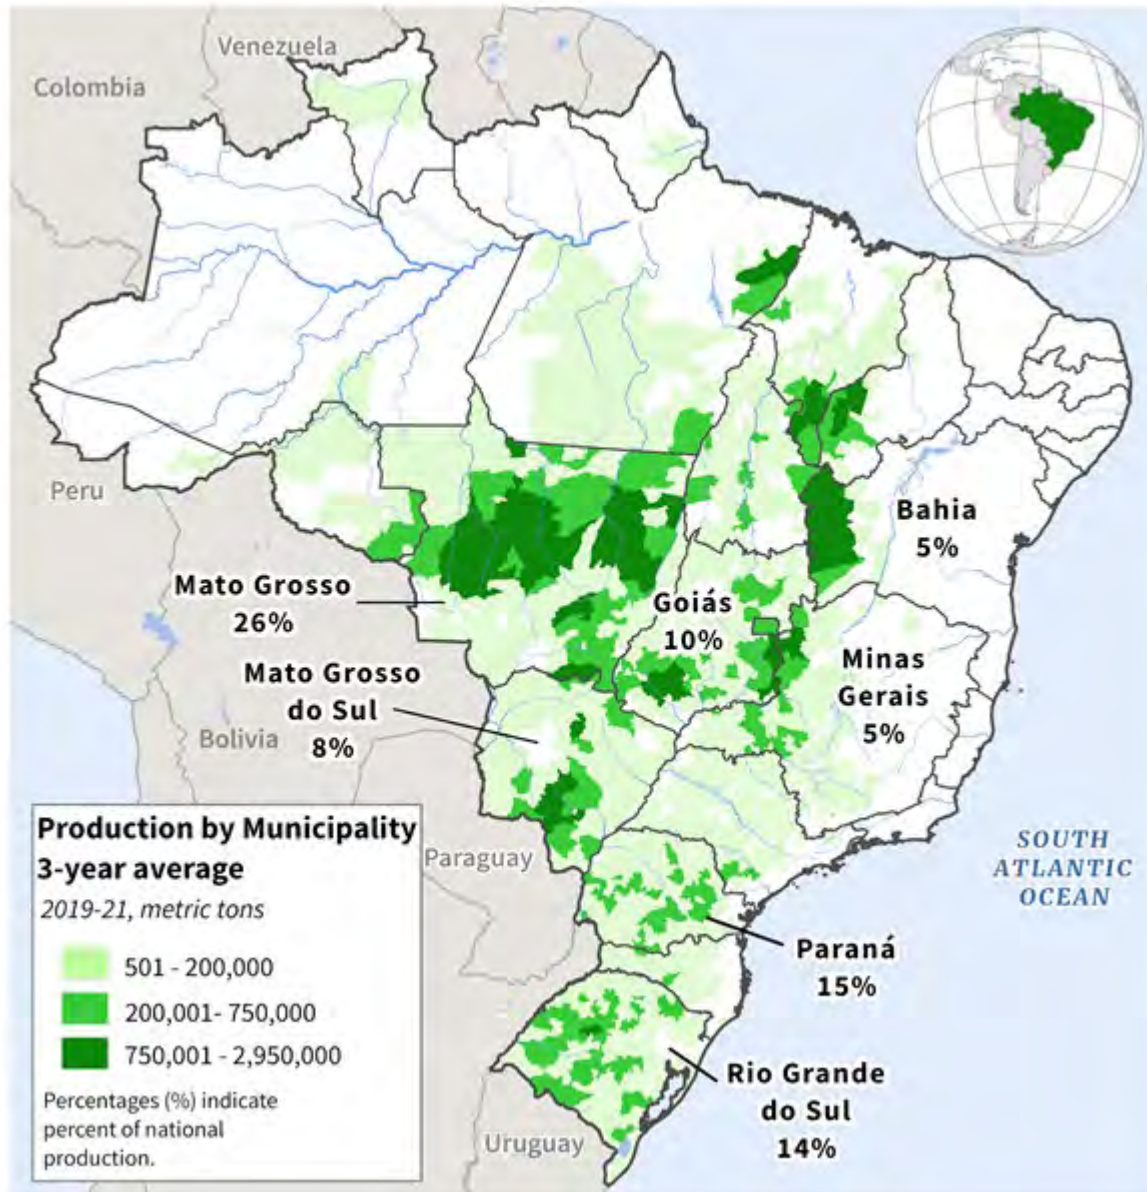 Venezuela
Colombia
Peru
Bahia
5%
Mato Grosso
26%
Goiás
10%
Mato Grosso
do Sul
8%
Minas
Gerais
5%
Bolivia
Production by Municipality
3-year average
2019-21, metric tons
501 - 200,000
200,001- 750,000
750,001 - 2,950,000
Percentages (%) indicate
percent of national
production.
Paraguay
SOUTH
ATLANTIC
OCEAN
Paraná
15%
Rio Grande
do Sul
14%
Uruguay